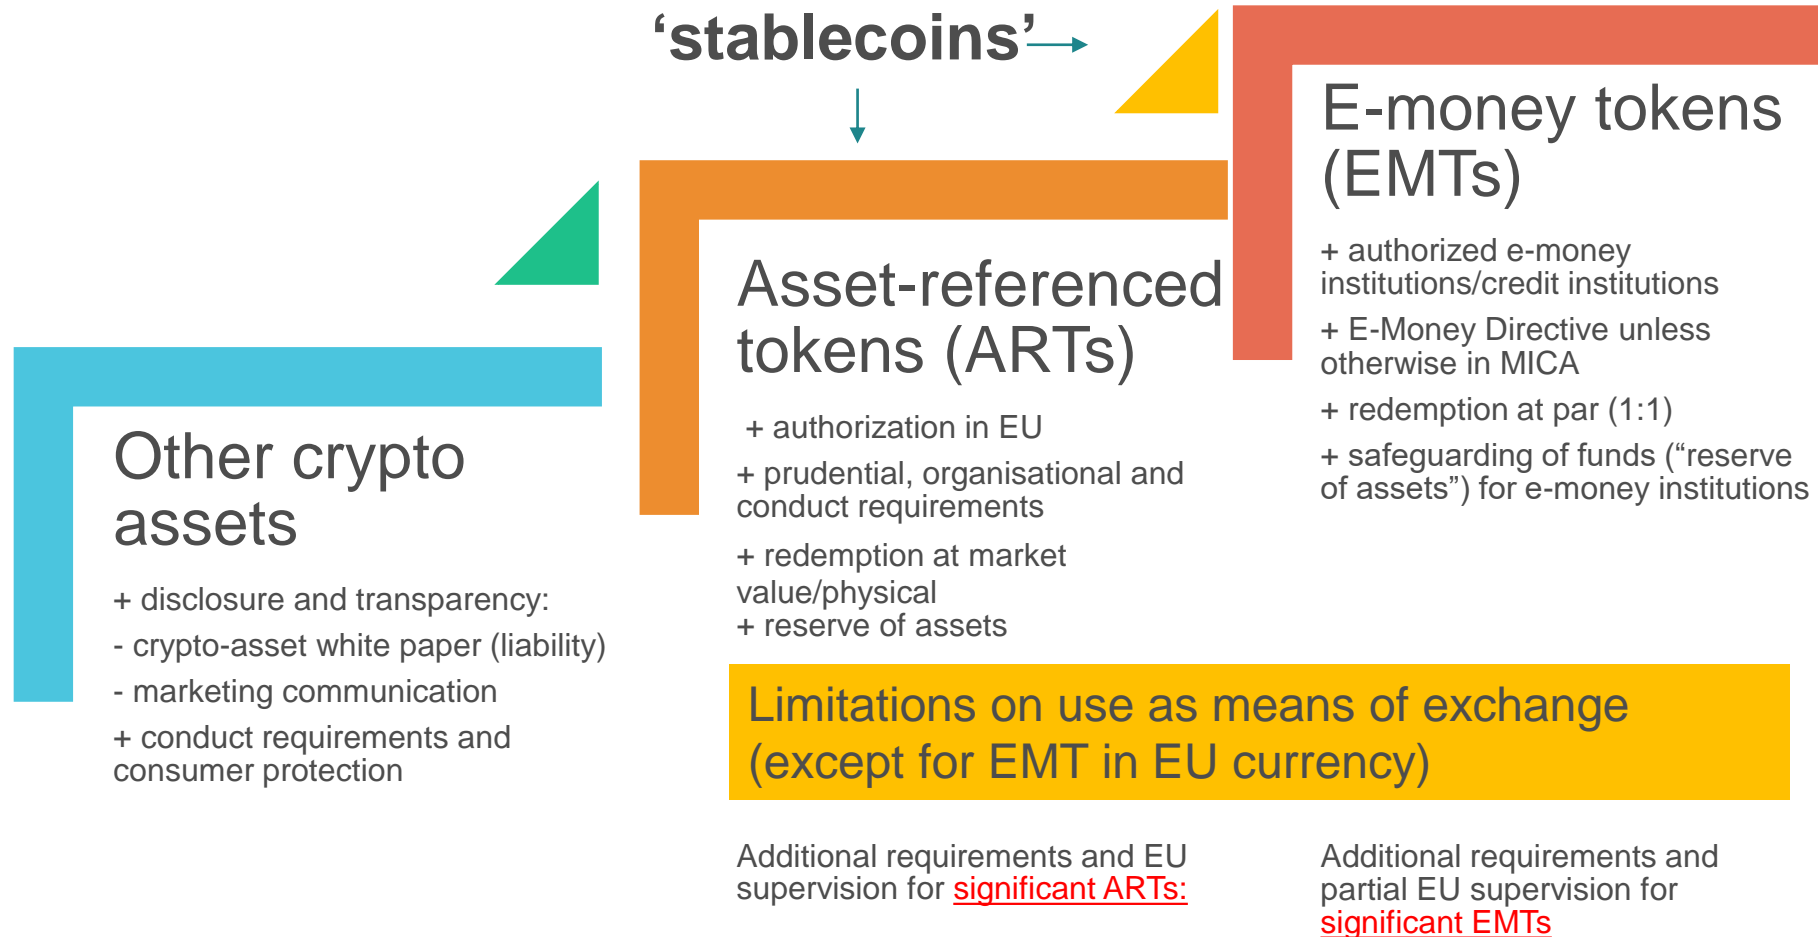 ‘stablecoins’
E-money tokens
(EMTs)
+ authorized e-money
institutions/credit institutions
+ E-Money Directive unless
otherwise in MICA
+ redemption at par (1:1)
+ safeguarding of funds (“reserve
of assets”) for e-money institutions
Asset-referenced
tokens (ARTs)
+ authorization in EU
+ prudential, organisational and
conduct requirements
+ redemption at market
value/physical
+ reserve of assets
Other crypto
assets
+ disclosure and transparency:
- crypto-asset white paper (liability)
- marketing communication
+ conduct requirements and
consumer protection
Limitations on use as means of exchange
(except for EMT in EU currency)
Additional requirements and EU
supervision for significant ARTs:
Additional requirements and
partial EU supervision for
significant EMTs